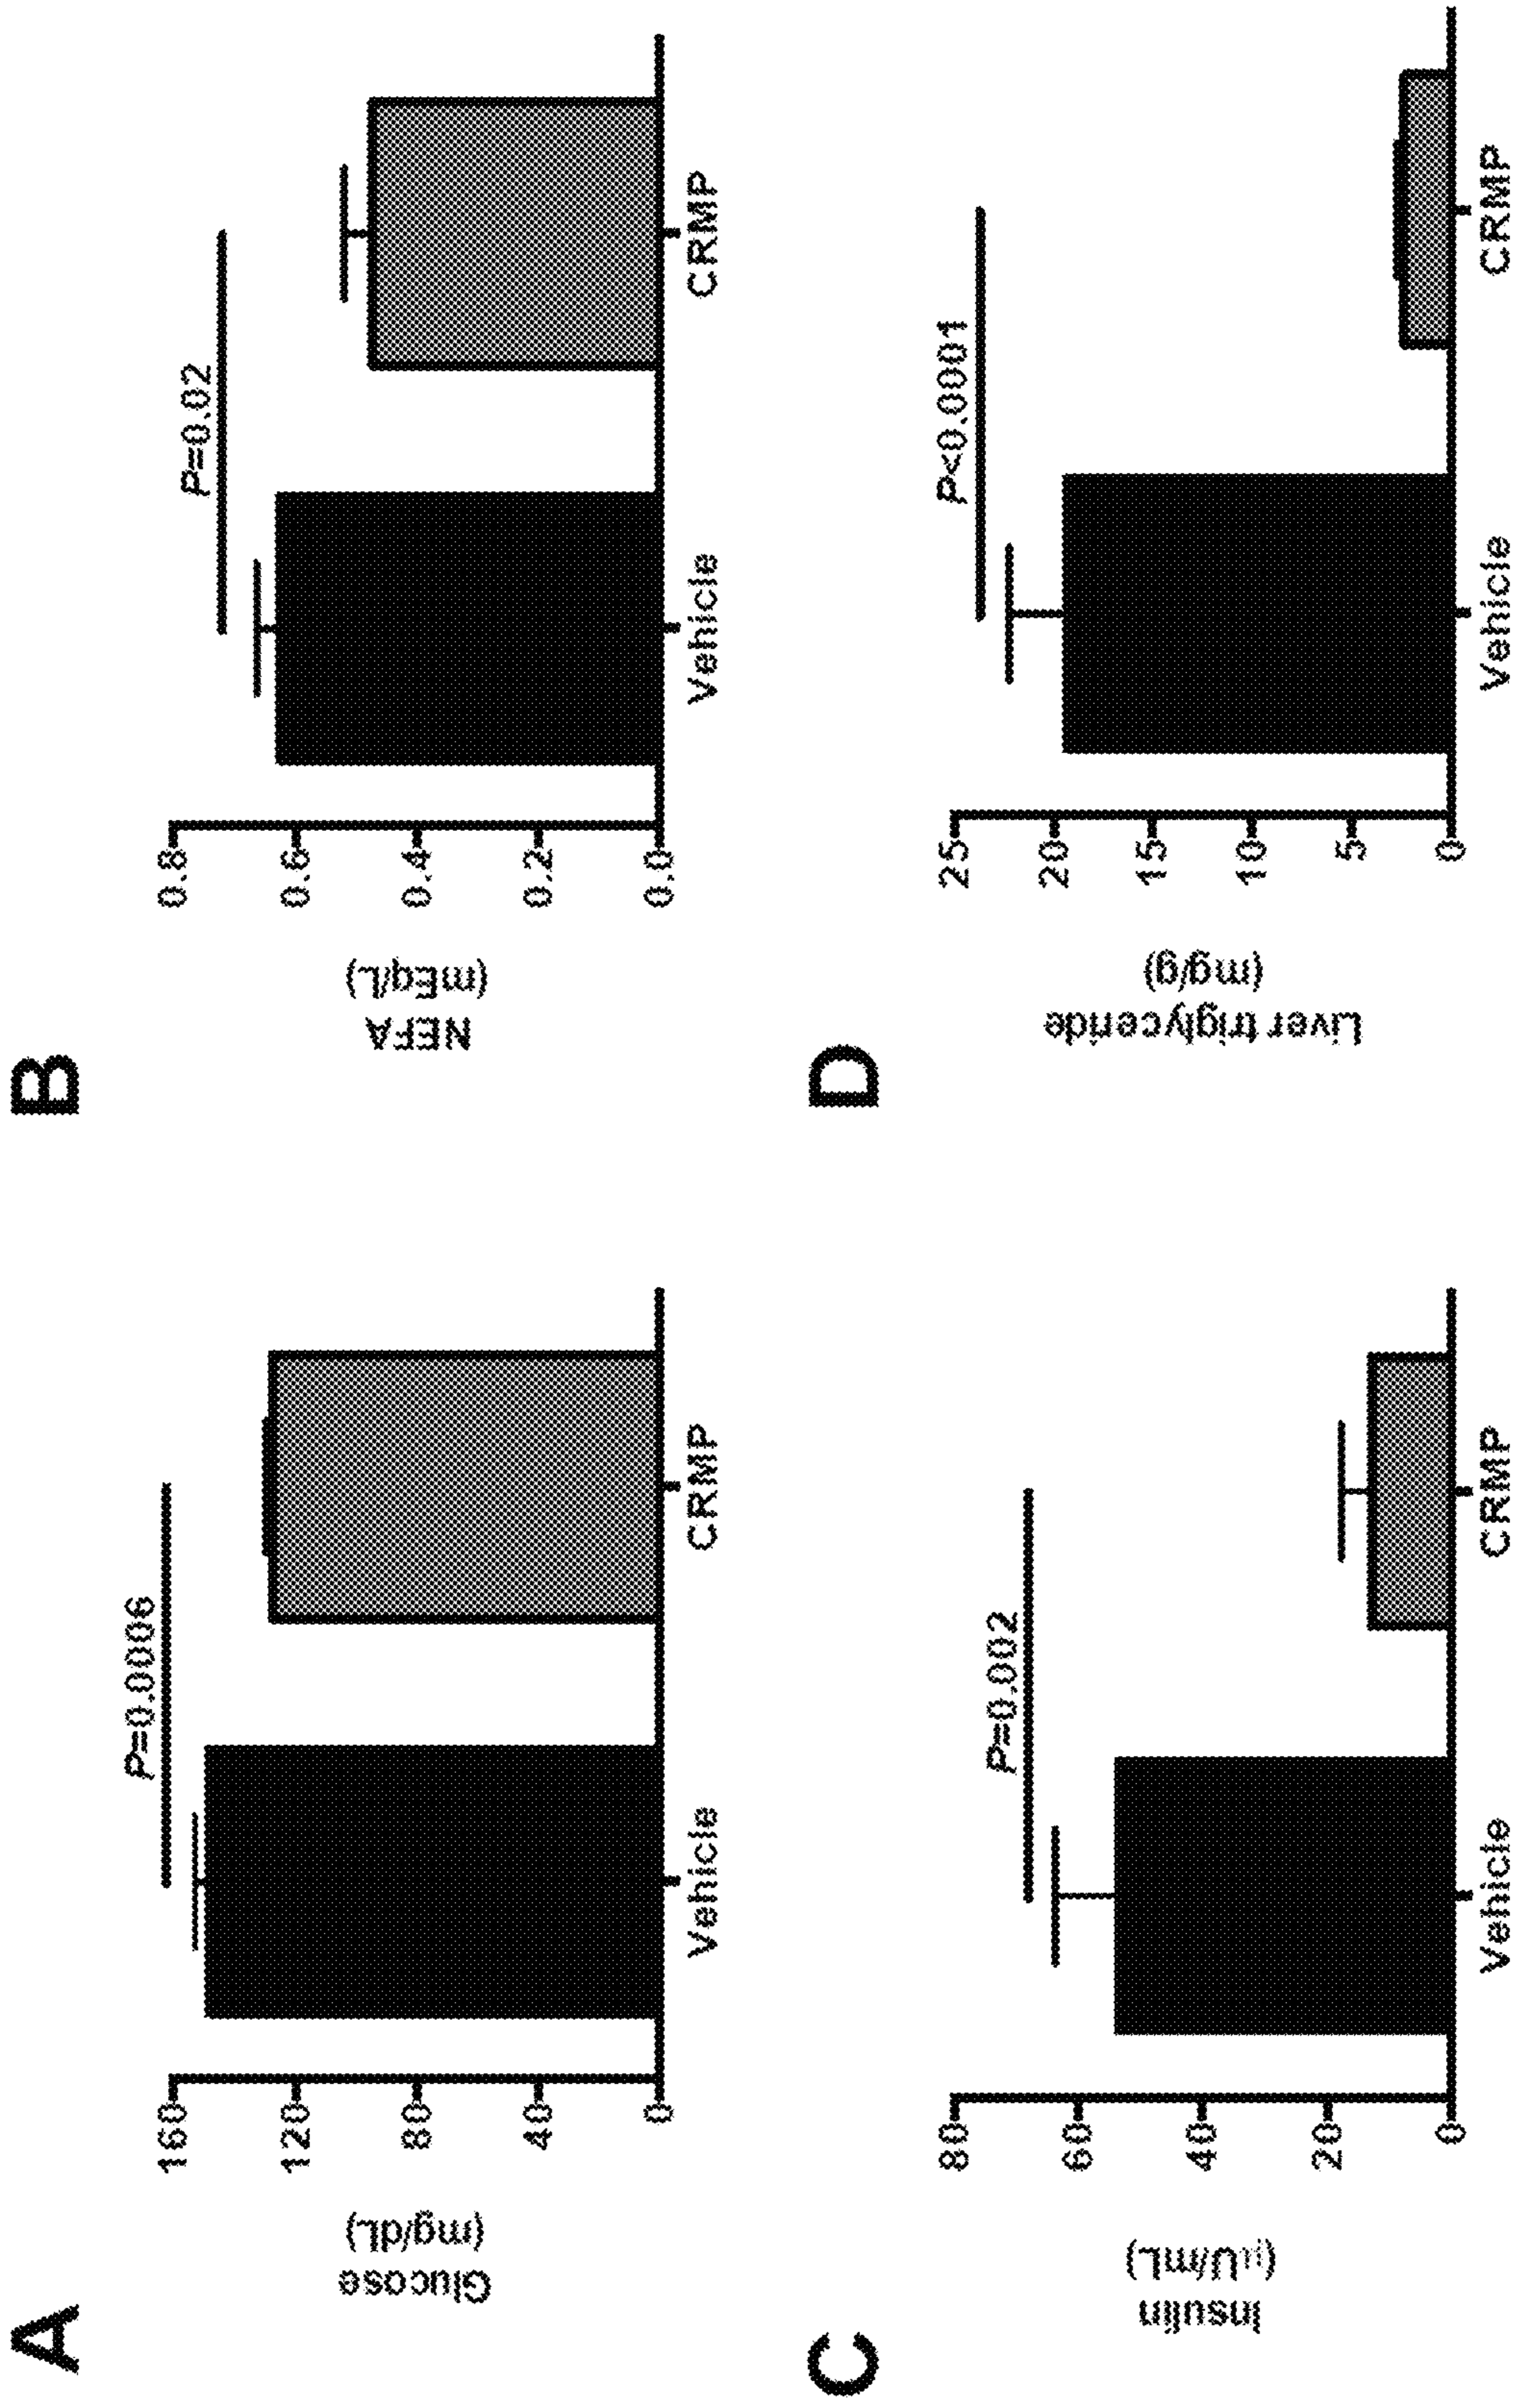 A
Glucose
(mg/dL)
160
120
80
40
0
P=0.0006
Vehicle
CRMP
B
NEFA
(mEq/L)
0.8
0.6
0.4
0.2
0.0
P=0.02
Vehicle
CRMP
C
Insulin
(µU/mL)
80
60
40
20
0
P=0.002
Vehicle
CRMP
D
Liver triglyceride
(mg/g)
25
20
15
10
5
0
P<0.0001
Vehicle
CRMP